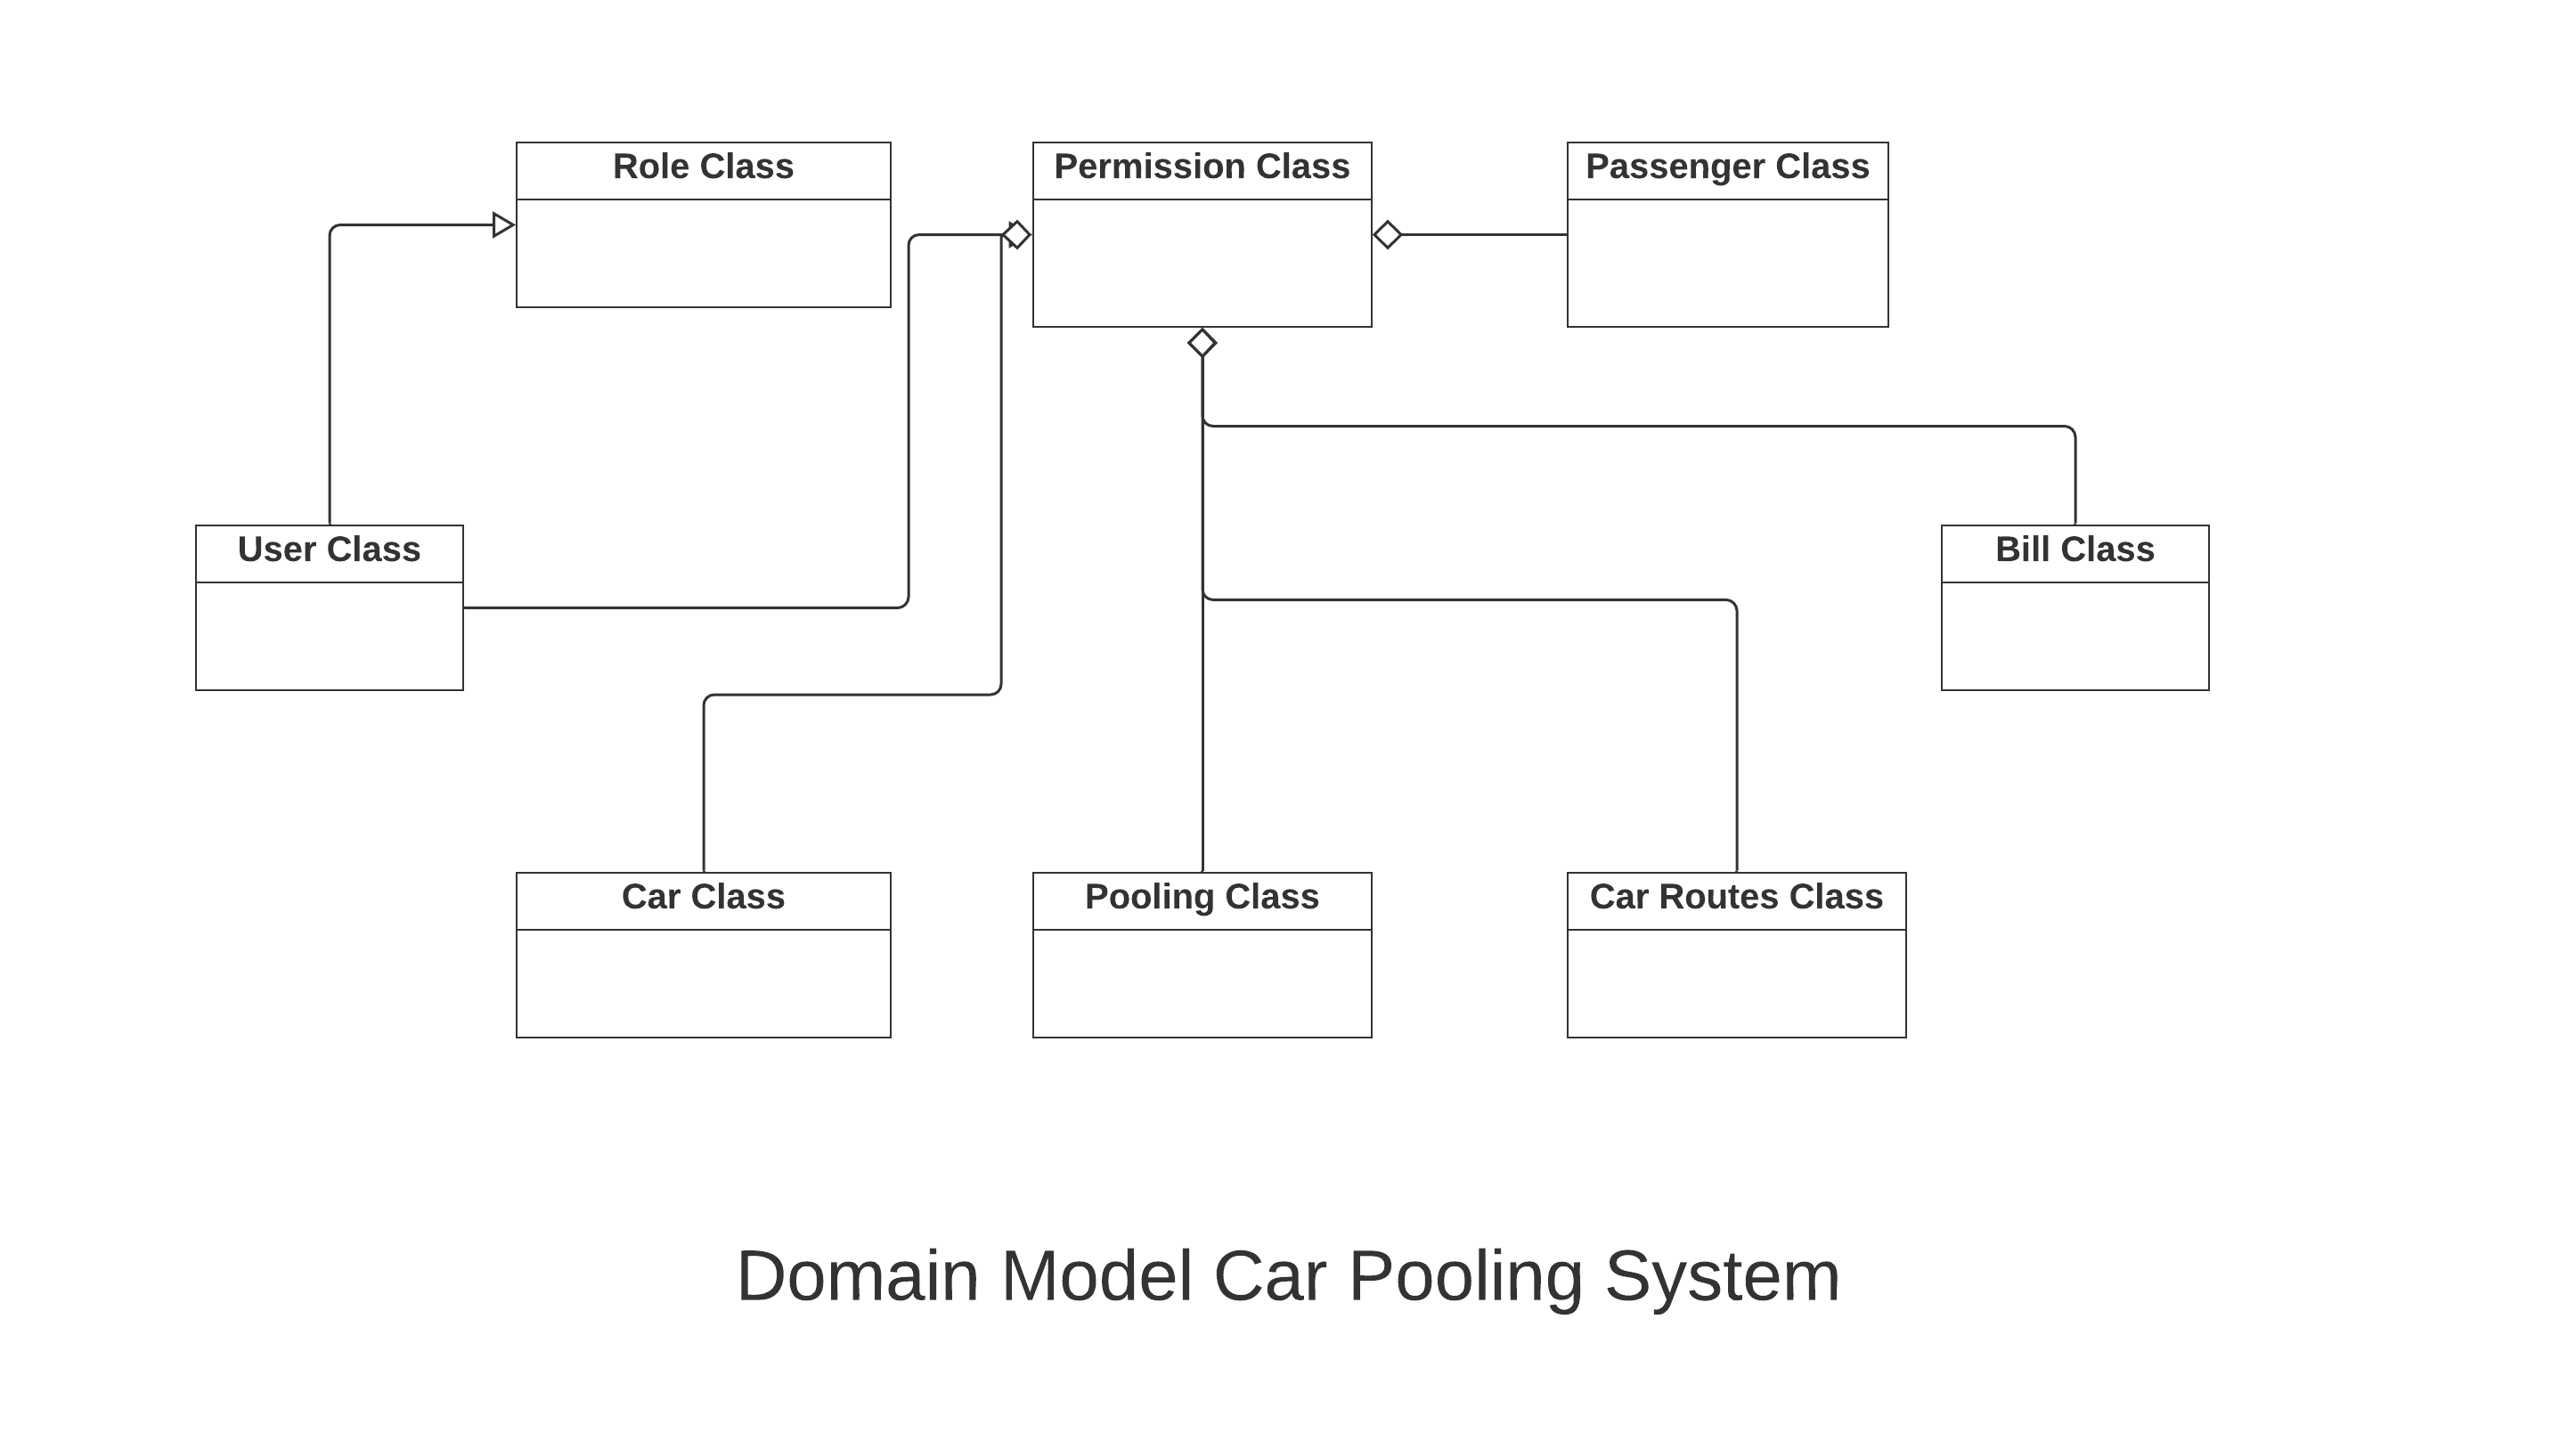 Role Class
Permission Class
Passenger Class
User Class
Bill Class
Car Class
Pooling Class
Car Routes Class
Domain Model Car Pooling System